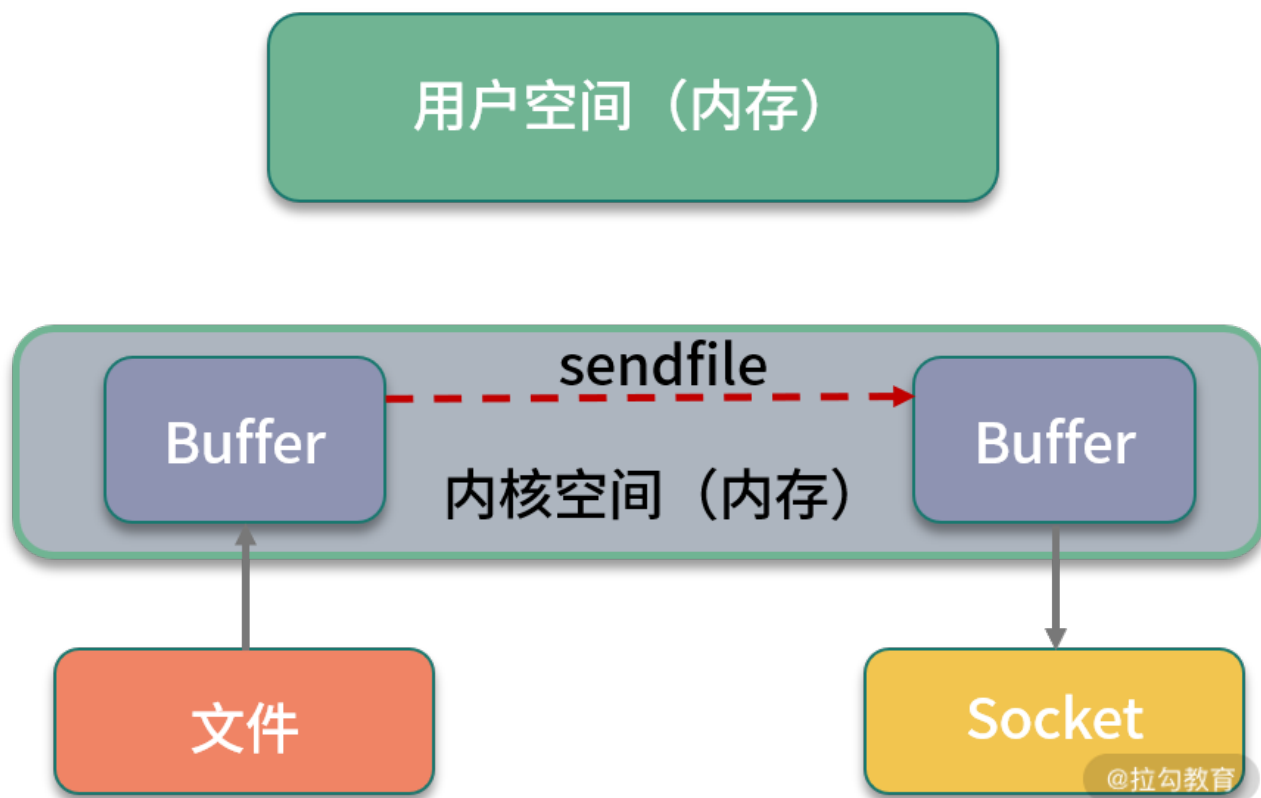 用户空间（内存）
sendfile
Buffer
Buffer
内核空间（内存）
文件
Socket
@拉勾教育